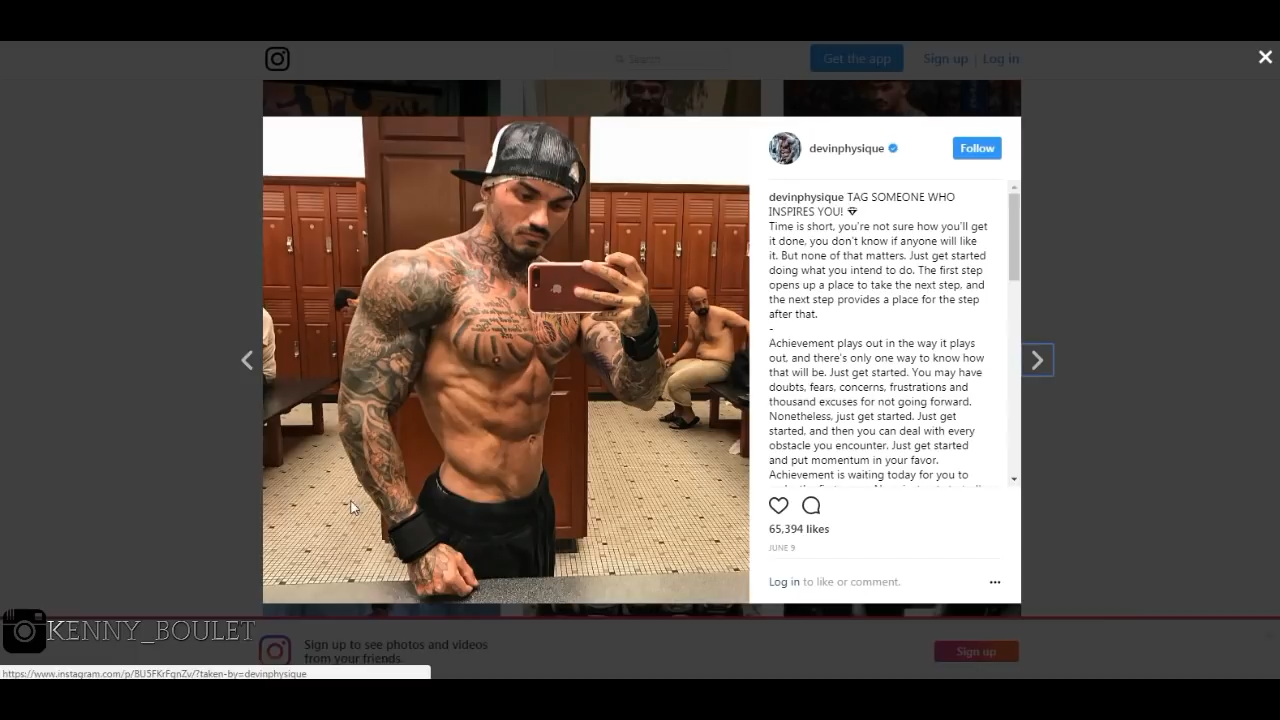 Search
Get the app
Sign up | Log in
devinphysique
Follow
devinphysique TAG SOMEONE WHO
INSPIRES YOU!
Time is short, you're not sure how you'll get
it done, you don't know if anyone will like
it. But none of that matters. Just get started
doing what you intend to do. The first step
opens up a place to take the next step, and
the next step provides a place for the step
after that.
-
Achievement plays out in the way it plays
out, and there's only one way to know how
that will be. Just get started. You may have
doubts, fears, concerns, frustrations and
thousand excuses for not going forward.
Nonetheless, just get started. Just get
started, and then you can deal with every
obstacle you encounter. Just get started
and put momentum in your favor.
Achievement is waiting today for you to
65,394 likes
JUNE 9
Log in to like or comment.
KENNY_BOULET
Sign up to see photos and videos
from your friends.
Sign up